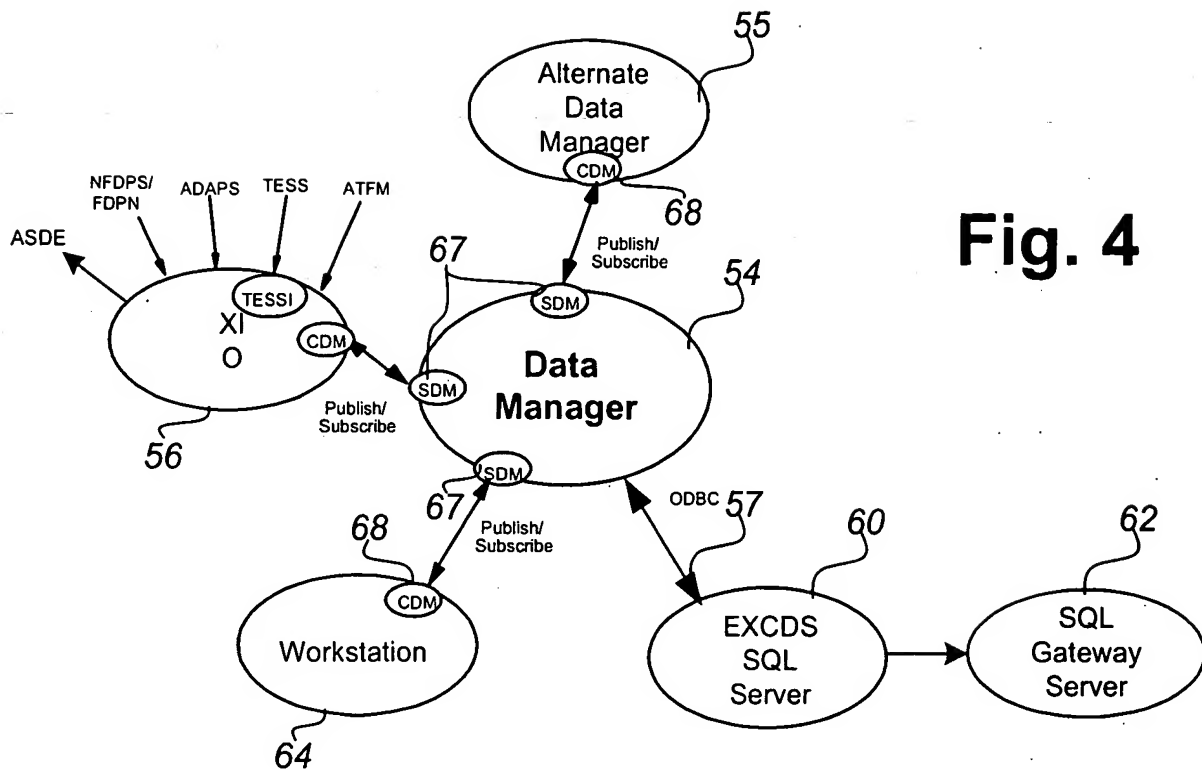 55
Alternate
Data
Manager
CDM
68
NFDPS/
FDPN
ADAPS
TESS
ATFM
ASDE
Publish/
Subscribe
Fig. 4
67
54
SDM
TESSI
XI
O
CDM
SDM
Data
Manager
Publish/
Subscribe
56
SDM
67
ODBC
57
Publish/
Subscribe
60
62
68
CDM
Workstation
EXCDS
SQL
Server
SQL
Gateway
Server
64